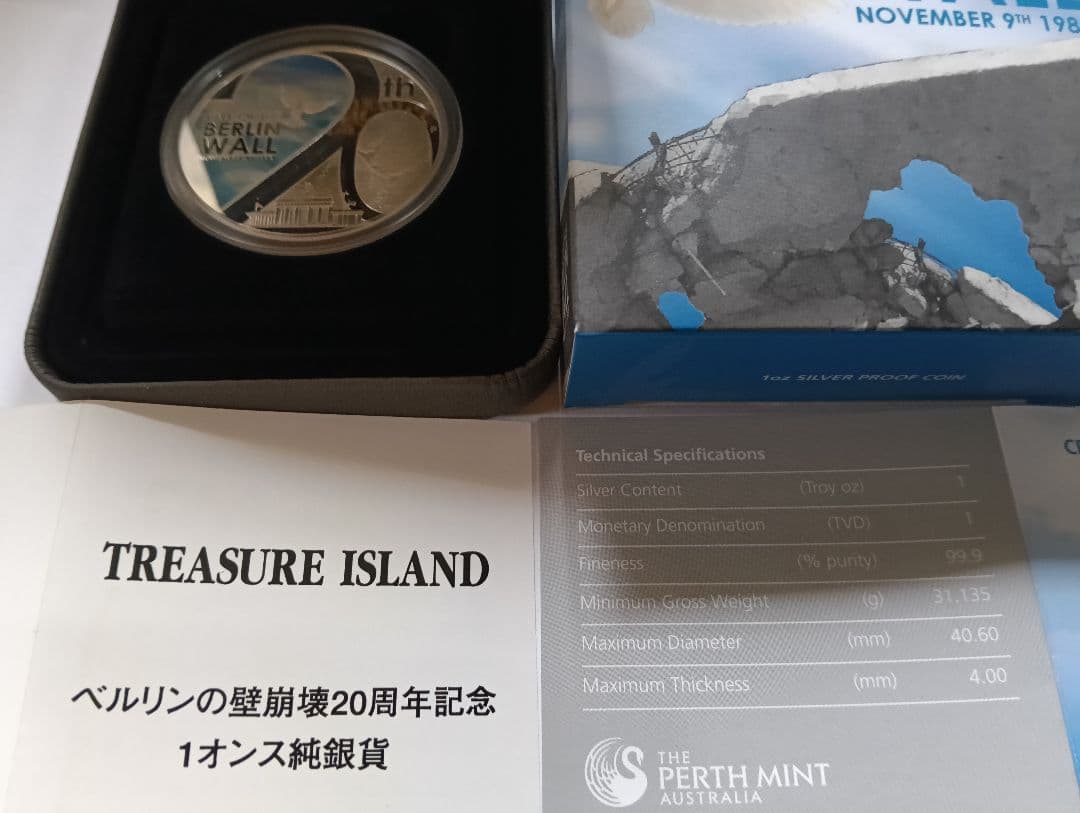 th
BERLIN
WALL
NOVEMBER 9TH 198
1oz SILVER PROOF COIN
TREASURE ISLAND
ベルリンの壁崩壊20周年記念
1オンス純銀貨
Technical Specifications
Silver Content (Troy oz) 1
Monetary Denomination (TVD) 1
Fineness (% purity) 99.9
Minimum Gross Weight (g) 31.135
Maximum Diameter (mm) 40.60
Maximum Thickness (mm) 4.00
THE
PERTH MINT
AUSTRALIA